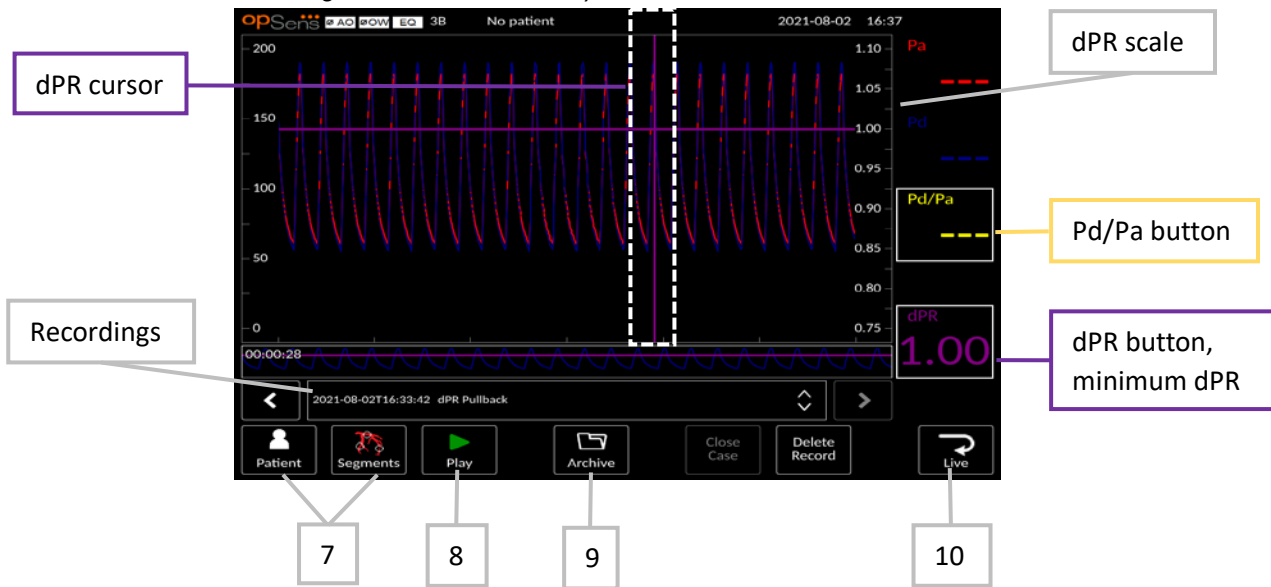 opSens ø AO øOW EQ 3B No patient 2021-08-02 16:37
200
150
100
50
0
1.10
1.05
1.00
0.95
0.90
0.85
0.80
0.75
Pa
---
Pd
---
Pd/Pa
---
dPR
1.00
dPR cursor
dPR scale
Pd/Pa button
dPR button,
minimum dPR
Recordings
00:00:28
2021-08-02T16:33:42 dPR Pullback
Patient
Segments
Play
Archive
Close
Case
Delete
Record
Live
7
8
9
10